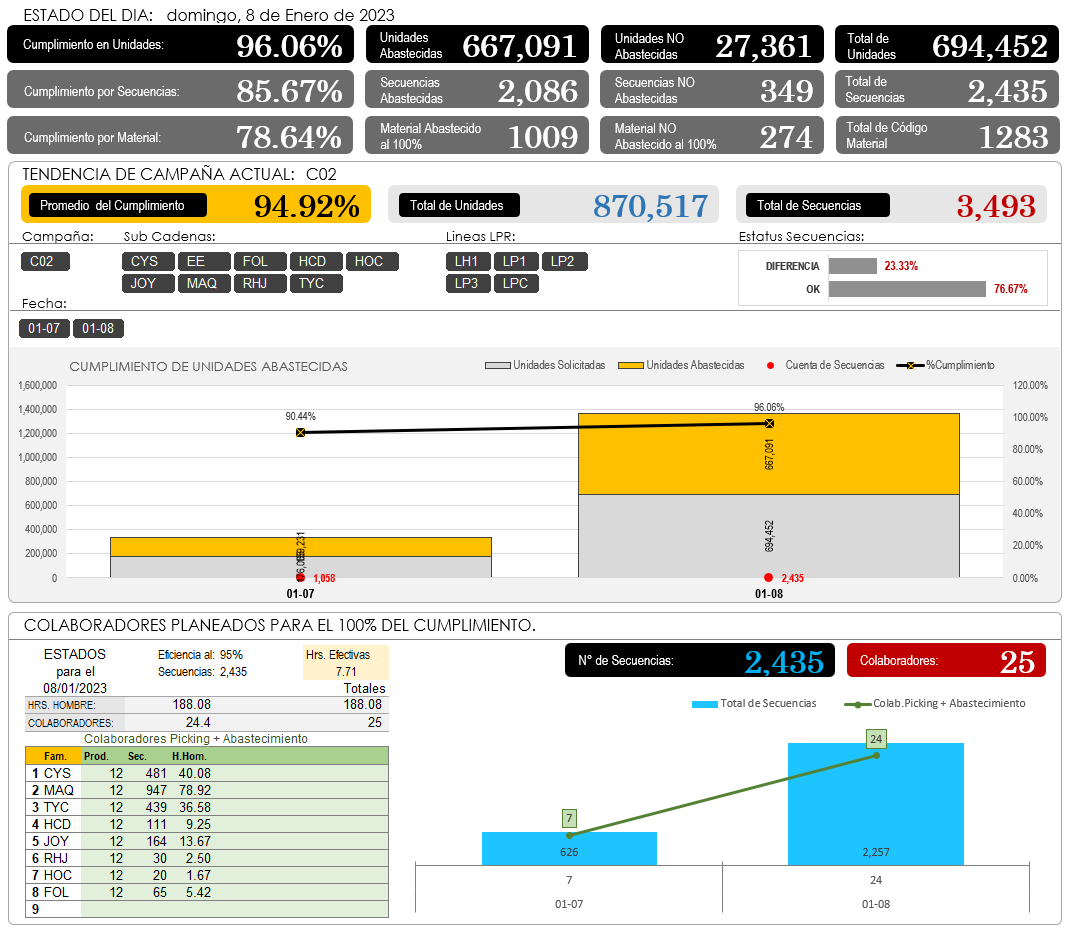 ESTADO DEL DIA: domingo, 8 de Enero de 2023
Cumplimiento en Unidades: 96.06%
Unidades Abastecidas 667,091
Unidades NO Abastecidas 27,361
Total de Unidades 694,452
Cumplimiento por Secuencias: 85.67%
Secuencias Abastecidas 2,086
Secuencias NO Abastecidas 349
Total de Secuencias 2,435
Cumplimiento por Material: 78.64%
Material Abastecido al 100% 1009
Material NO Abastecido al 100% 274
Total de Código Material 1283
TENDENCIA DE CAMPAÑA ACTUAL: C02
Promedio del Cumplimiento 94.92%
Total de Unidades 870,517
Total de Secuencias 3,493
Campaña: Sub Cadenas: Lineas LPR: Estatus Secuencias:
C02
CYS EE FOL HCD HOC
JOY MAQ RHJ TYC
LH1 LP1 LP2
LP3 LPC
DIFERENCIA 23.33%
OK 76.67%
Fecha:
01-07 01-08
CUMPLIMIENTO DE UNIDADES ABASTECIDAS
Unidades Solicitadas Unidades Abastecidas Cuenta de Secuencias %Cumplimiento
1,600,000 120.00%
1,400,000 100.00%
1,200,000 80.00%
1,000,000 60.00%
800,000
600,000 40.00%
400,000
200,000 20.00%
0 0.00%
90.44% 96.06%
667,091
694,452
1,058 2,435
01-07 01-08
COLABORADORES PLANEADOS PARA EL 100% DEL CUMPLIMIENTO.
ESTADOS para el 08/01/2023
Eficiencia al: 95%
Secuencias: 2,435
Hrs. Efectivas
7.71
Totales
HRS. HOMBRE: 188.08 188.08
COLABORADORES: 24.4 25
Colaboradores Picking + Abastecimiento
Fam. Prod. Sec. H.Hom.
1 CYS 12 481 40.08
2 MAQ 12 947 78.92
3 TYC 12 439 36.58
4 HCD 12 111 9.25
5 JOY 12 164 13.67
6 RHJ 12 30 2.50
7 HOC 12 20 1.67
8 FOL 12 65 5.42
9
N° de Secuencias: 2,435
Colaboradores: 25
Total de Secuencias Colab.Picking + Abastecimiento
24
7
626 2,257
7 24
01-07 01-08